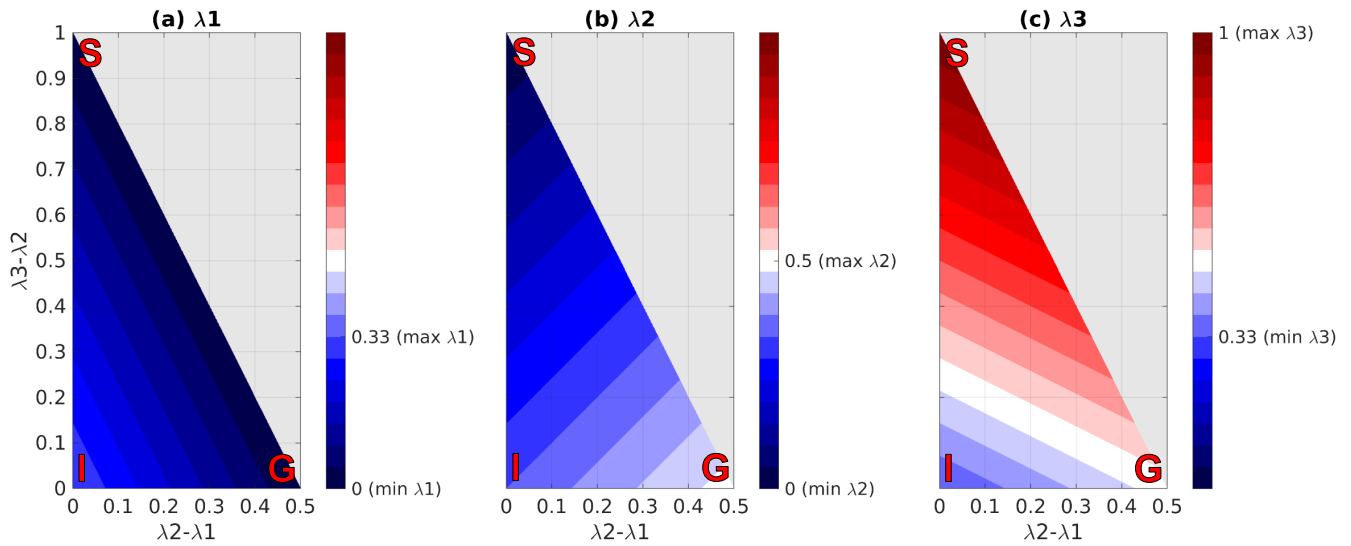 (a) λ1
(b) λ2
(c) λ3
1
0.9
0.8
0.7
0.6
0.5
0.4
0.3
0.2
0.1
0
λ3-λ2
S
I
G
0 0.1 0.2 0.3 0.4 0.5
λ2-λ1
0.33 (max λ1)
0 (min λ1)
S
I
G
0 0.1 0.2 0.3 0.4 0.5
λ2-λ1
0.5 (max λ2)
0 (min λ2)
S
I
G
0 0.1 0.2 0.3 0.4 0.5
λ2-λ1
1 (max λ3)
0.33 (min λ3)
0